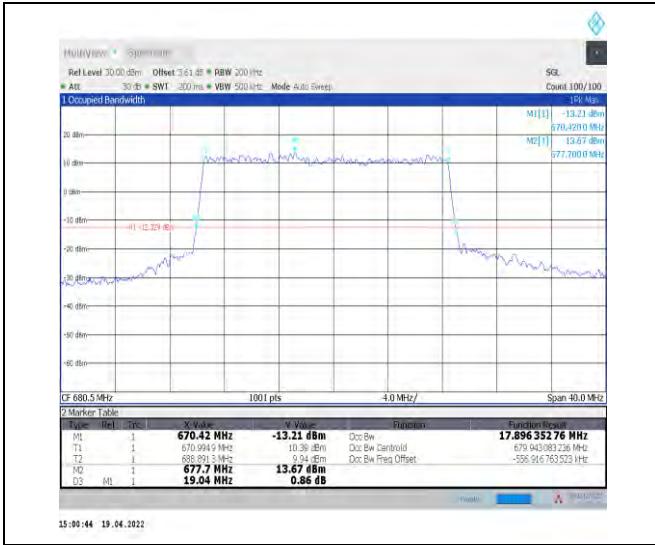 MultiView Spectrum
Ref Level 30.00 dBm Offset 3.61 dB RBW 200 kHz SGL
Att 30 dB SWT 200 ms VBW 500 kHz Mode Auto Sweep Count 100/100
1 Occupied Bandwidth 1Pk Max
M1[1] -13.21 dBm
670.4200 MHz
M2[1] 13.67 dBm
677.7000 MHz
20 dBm
10 dBm
0 dBm
-10 dBm
H1 -12.329 dBm
-20 dBm
-30 dBm
-40 dBm
-50 dBm
-60 dBm
CF 680.5 MHz 1001 pts 4.0 MHz/ Span 40.0 MHz
2 Marker Table
Type Ref Trc X-Value Y-Value Function Function Result
M1 1 670.42 MHz -13.21 dBm Occ Bw 17.896 352 76 MHz
T1 1 670.9949 MHz 10.39 dBm Occ Bw Centroid 679.943 083 236 MHz
T2 1 688.8913 MHz 9.94 dBm Occ Bw Freq Offset -556.916 763 523 kHz
M2 1 677.7 MHz 13.67 dBm
D3 M1 1 19.04 MHz 0.86 dB
15:00:44 19.04.2022